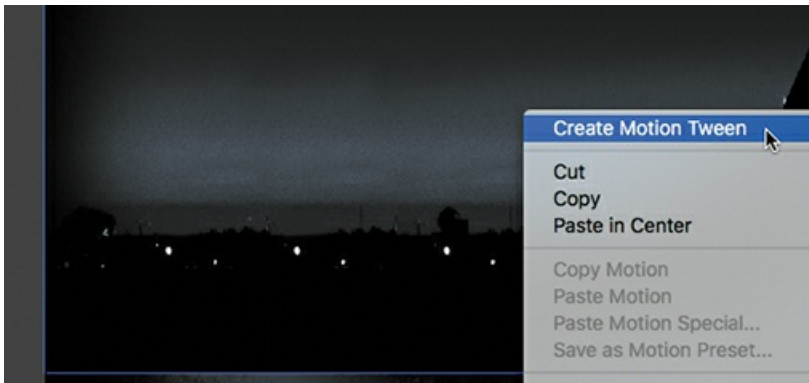 Create Motion Tween
Cut
Copy
Paste in Center
Copy Motion
Paste Motion
Paste Motion Special...
Save as Motion Preset...